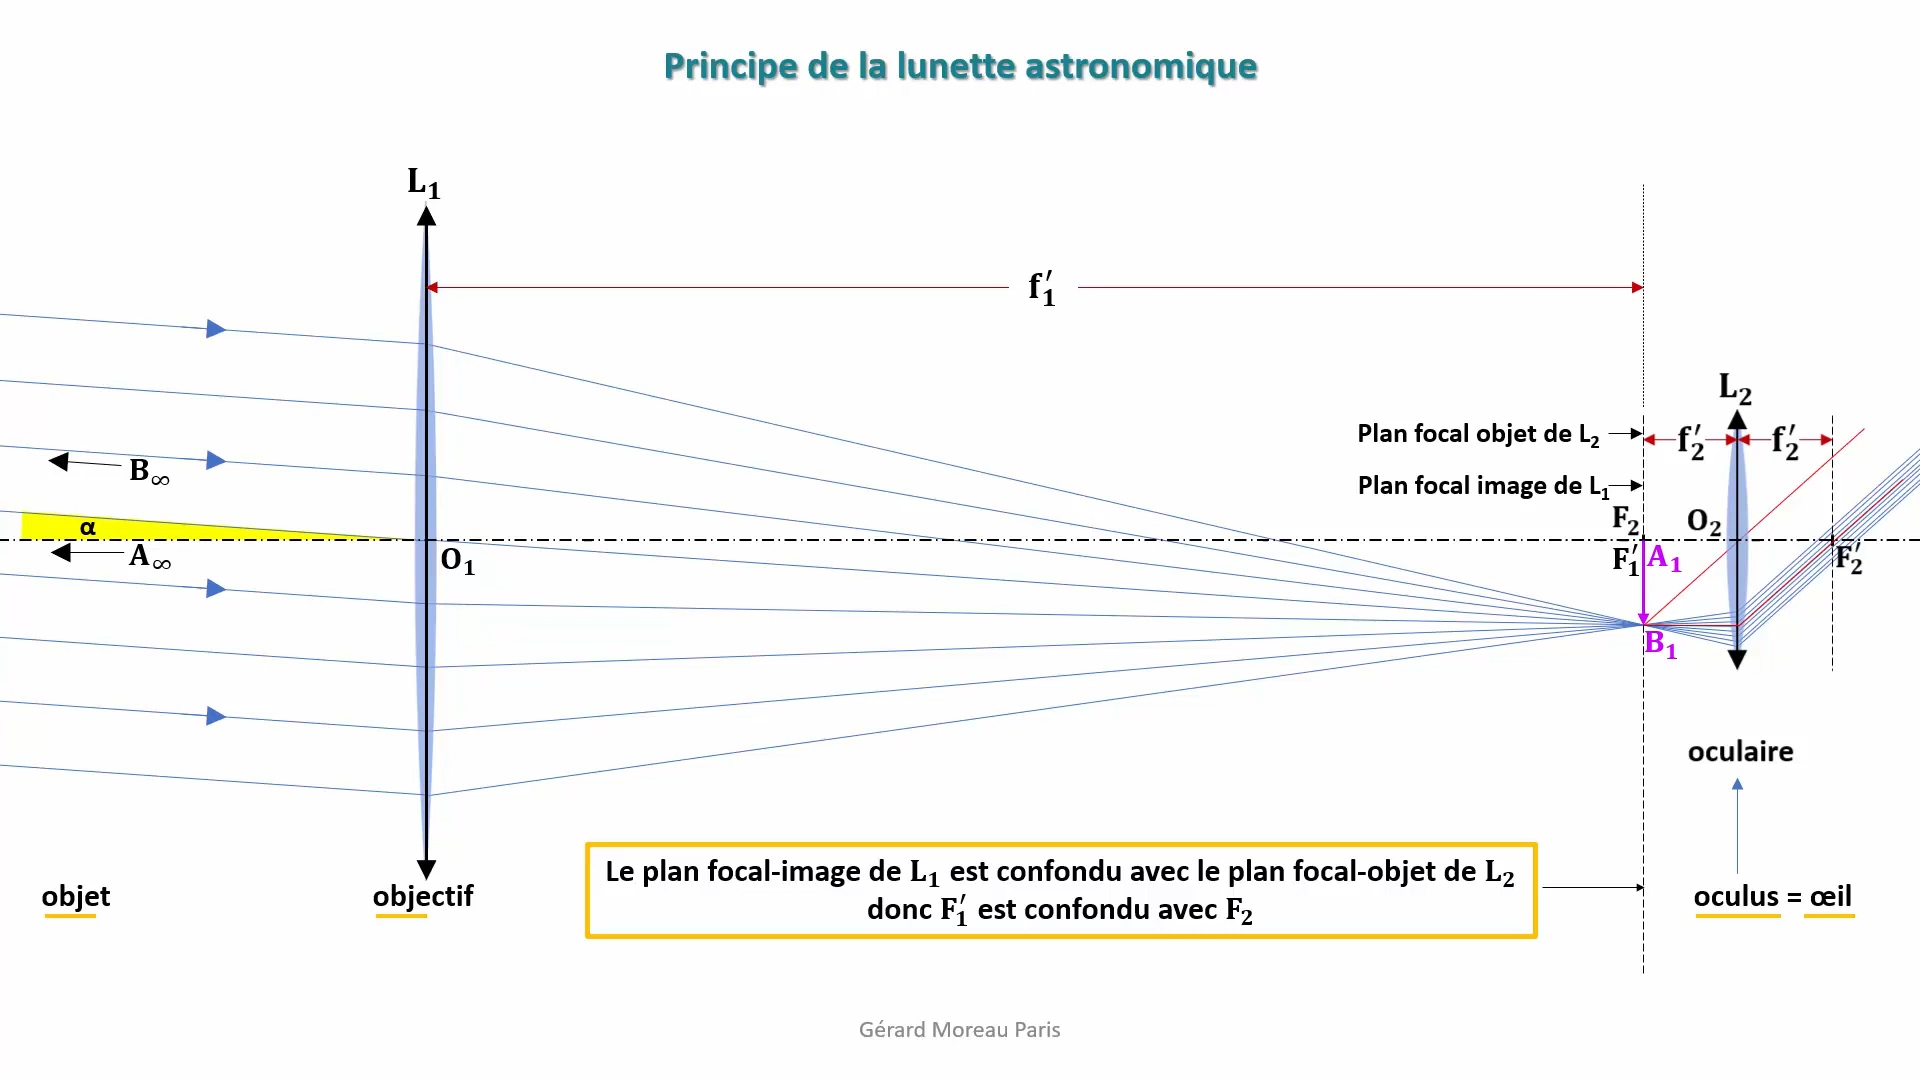 Principe de la lunette astronomique
L₁
f′₁
L₂
Plan focal objet de L₂
f′₂
f′₂
B∞
Plan focal image de L₁
α
F₂
O₂
A∞
O₁
F′₁
A₁
F′₂
B₁
oculaire
objet
objectif
Le plan focal-image de L₁ est confondu avec le plan focal-objet de L₂
donc F′₁ est confondu avec F₂
oculus = œil
Gérard Moreau Paris